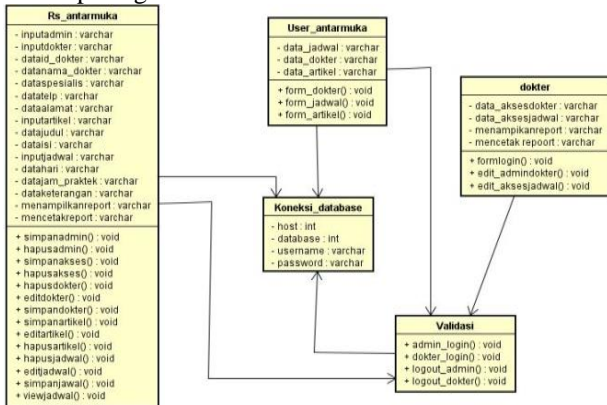 Rs_antarmuka
- inputadmin : varchar
- inputdokter : varchar
- dataid_dokter : varchar
- datanama_dokter : varchar
- dataspesialis : varchar
- datatelp : varchar
- dataalamat : varchar
- inputartikel : varchar
- datajudul : varchar
- dataisi : varchar
- inputjadwal : varchar
- datahari : varchar
- datajam_praktek : varchar
- dataketerangan : varchar
- menampilkanreport : varchar
- mencetakreport : varchar
+ simpanadmin() : void
+ hapusadmin() : void
+ simpanakses() : void
+ hapusakses() : void
+ hapusdokter() : void
+ editdokter() : void
+ simpandokter() : void
+ simpanartikel() : void
+ editartikel() : void
+ hapusartikel() : void
+ hapusjadwal() : void
+ editjadwal() : void
+ simpanjawal() : void
+ viewjadwal() : void
User_antarmuka
- data_jadwal : varchar
- data_dokter : varchar
- data_artikel : varchar
+ form_dokter() : void
+ form_jadwal() : void
+ form_artikel() : void
dokter
- data_aksesdokter : varchar
- data_aksesjadwal : varchar
- menampikanreport : varchar
- mencetak repoort : varchar
+ formlogin() : void
+ edit_admindokter() : void
+ edit_aksesjadwal() : void
Koneksi_database
- host : int
- database : int
- username : varchar
- password : varchar
Validasi
+ admin_login() : void
+ dokter_login() : void
+ logout_admin() : void
+ logout_dokter() : void